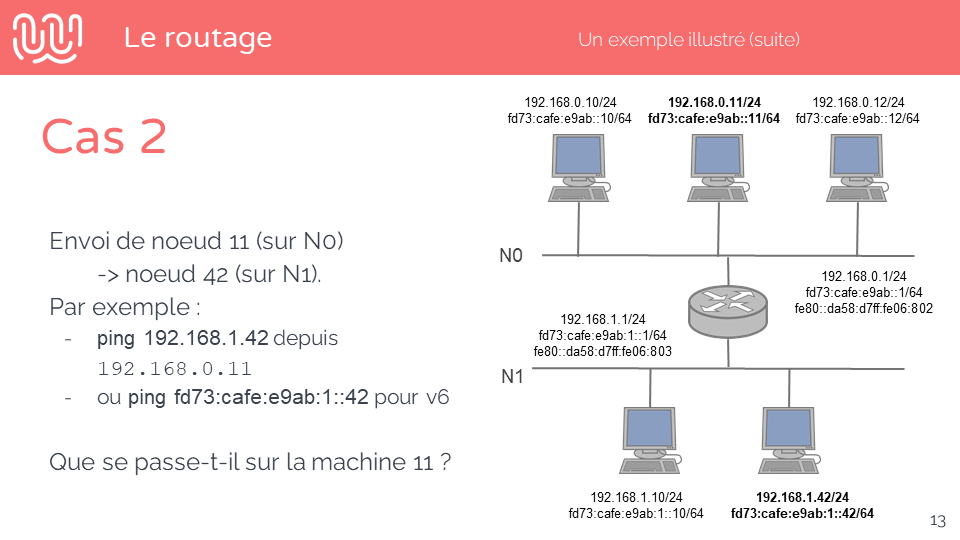 Le routage
Un exemple illustré (suite)
Cas 2
Envoi de noeud 11 (sur N0)
-> noeud 42 (sur N1).
Par exemple :
- ping 192.168.1.42 depuis
192.168.0.11
- ou ping fd73:cafe:e9ab:1::42 pour v6
Que se passe-t-il sur la machine 11 ?
192.168.0.10/24
fd73:cafe:e9ab::10/64
192.168.0.11/24
fd73:cafe:e9ab::11/64
192.168.0.12/24
fd73:cafe:e9ab::12/64
N0
192.168.0.1/24
fd73:cafe:e9ab::1/64
fe80::da58:d7ff:fe06:802
192.168.1.1/24
fd73:cafe:e9ab:1::1/64
fe80::da58:d7ff:fe06:803
N1
192.168.1.10/24
fd73:cafe:e9ab:1::10/64
192.168.1.42/24
fd73:cafe:e9ab:1::42/64
13